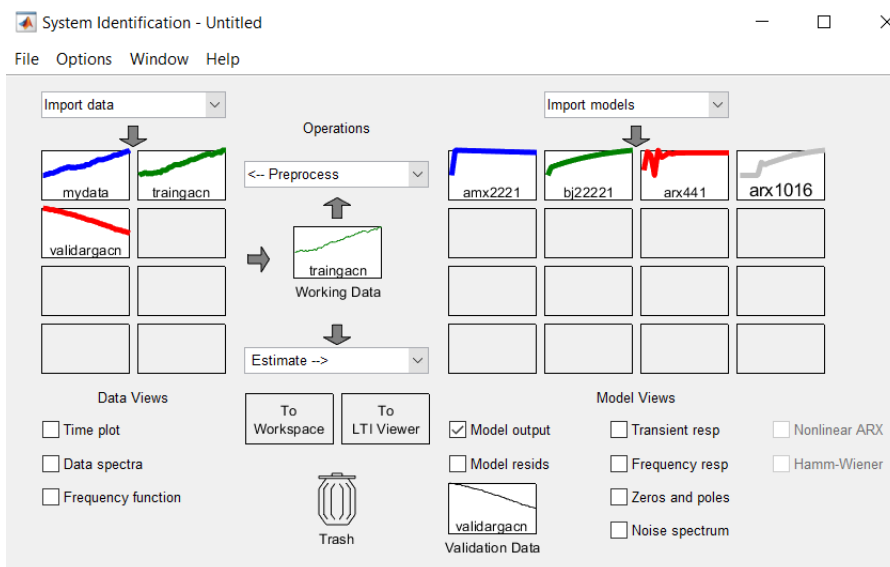 System Identification - Untitled
File Options Window Help
Import data
Import models
Operations
mydata
traingacn
<-- Preprocess
amx2221
bj22221
arx441
arx1016
validargacn
traingacn
Working Data
Estimate -->
Data Views
Model Views
To Workspace
To LTI Viewer
Time plot
Data spectra
Frequency function
Model output
Transient resp
Nonlinear ARX
Model resids
Frequency resp
Hamm-Wiener
Zeros and poles
Noise spectrum
Trash
validargacn
Validation Data